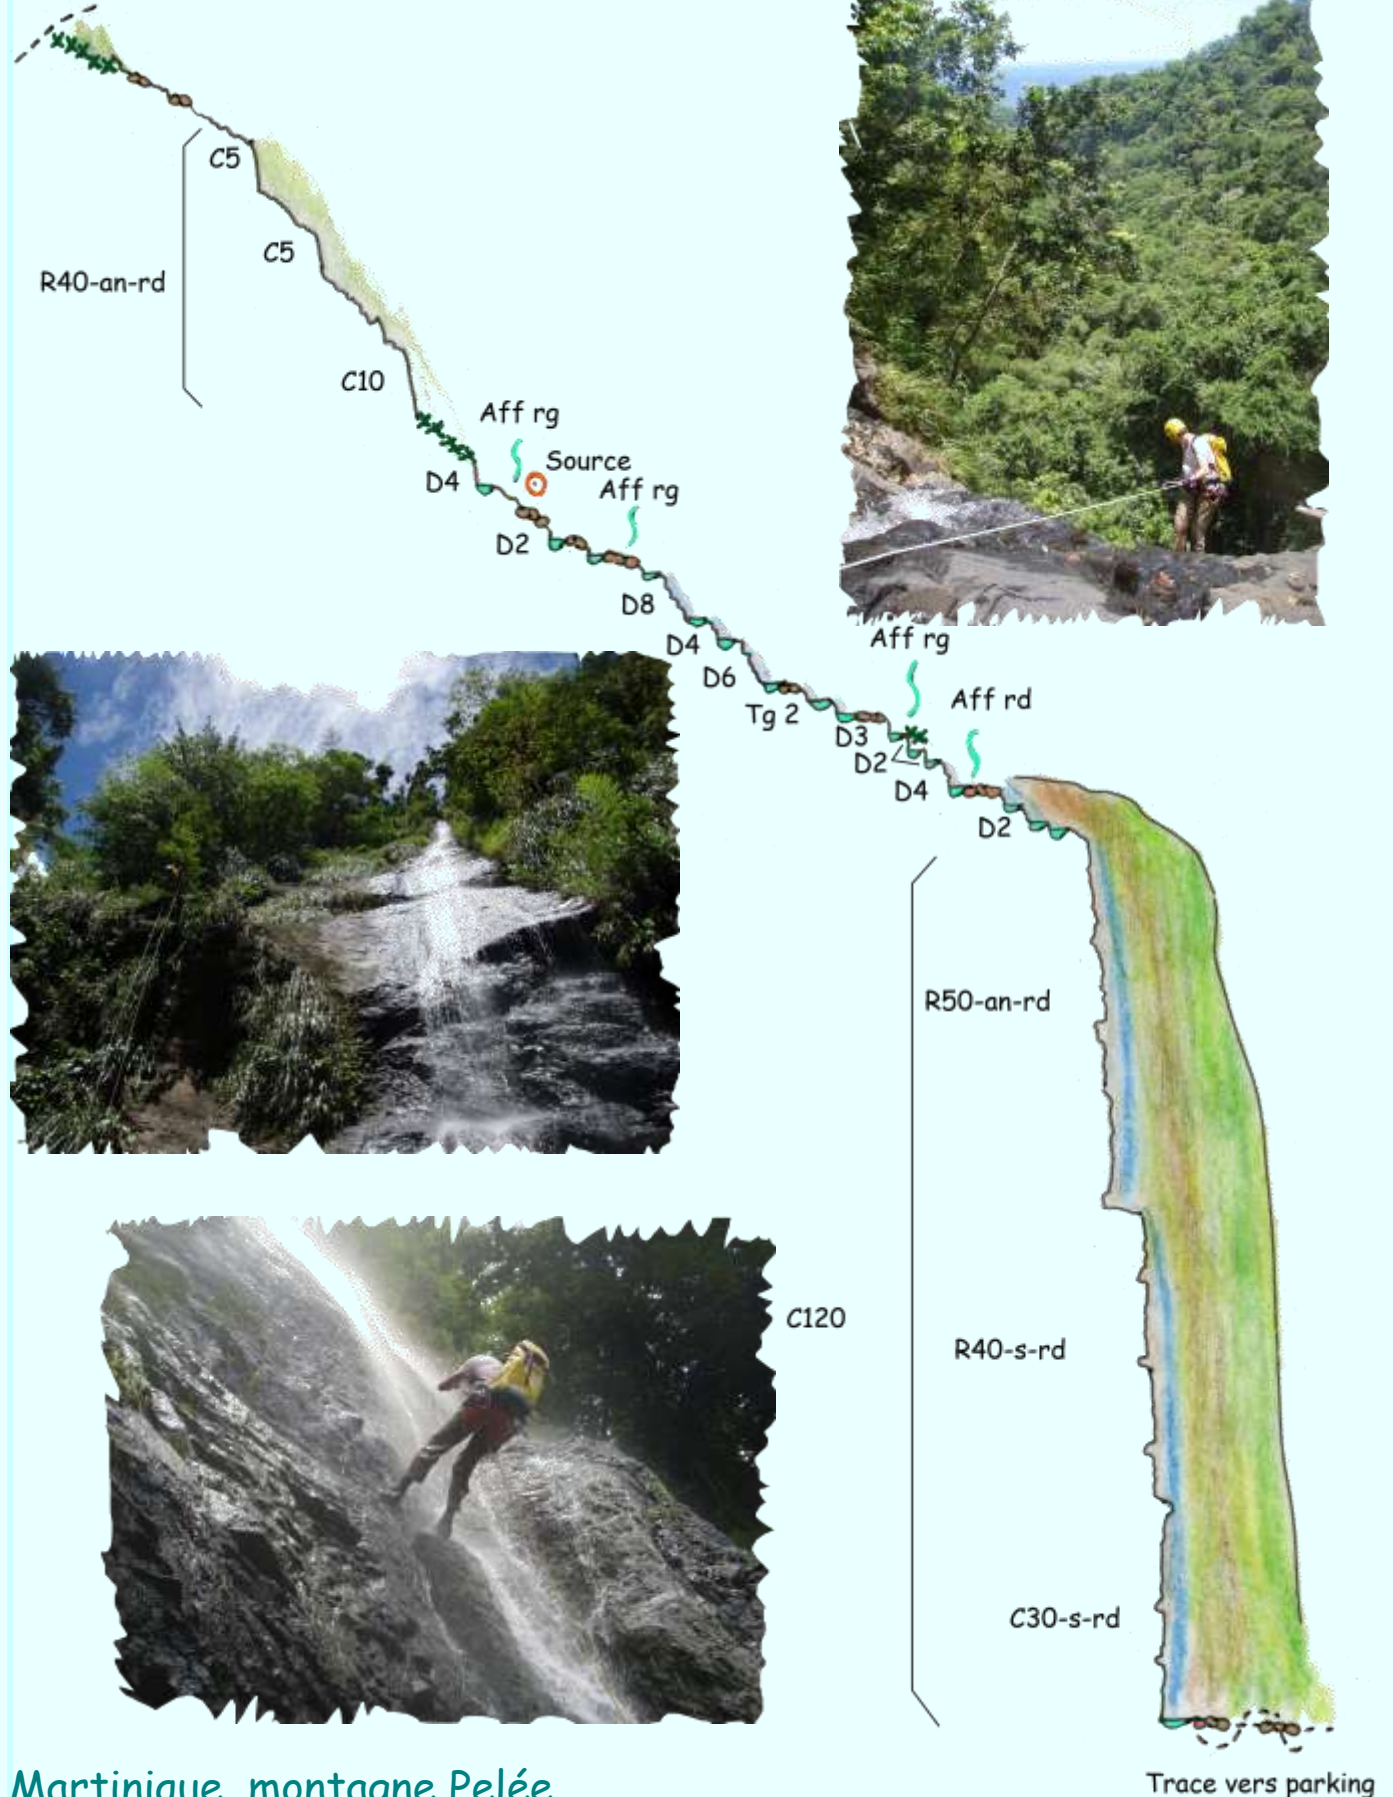 C5
C5
R40-an-rd
C10
Aff rg
Source
D4
Aff rg
D2
D8
D4
Aff rg
D6
Aff rd
Tg 2
D3
D2
D4
D2
R50-an-rd
C120
R40-s-rd
C30-s-rd
Martinique, montagne Pelée
Trace vers parking